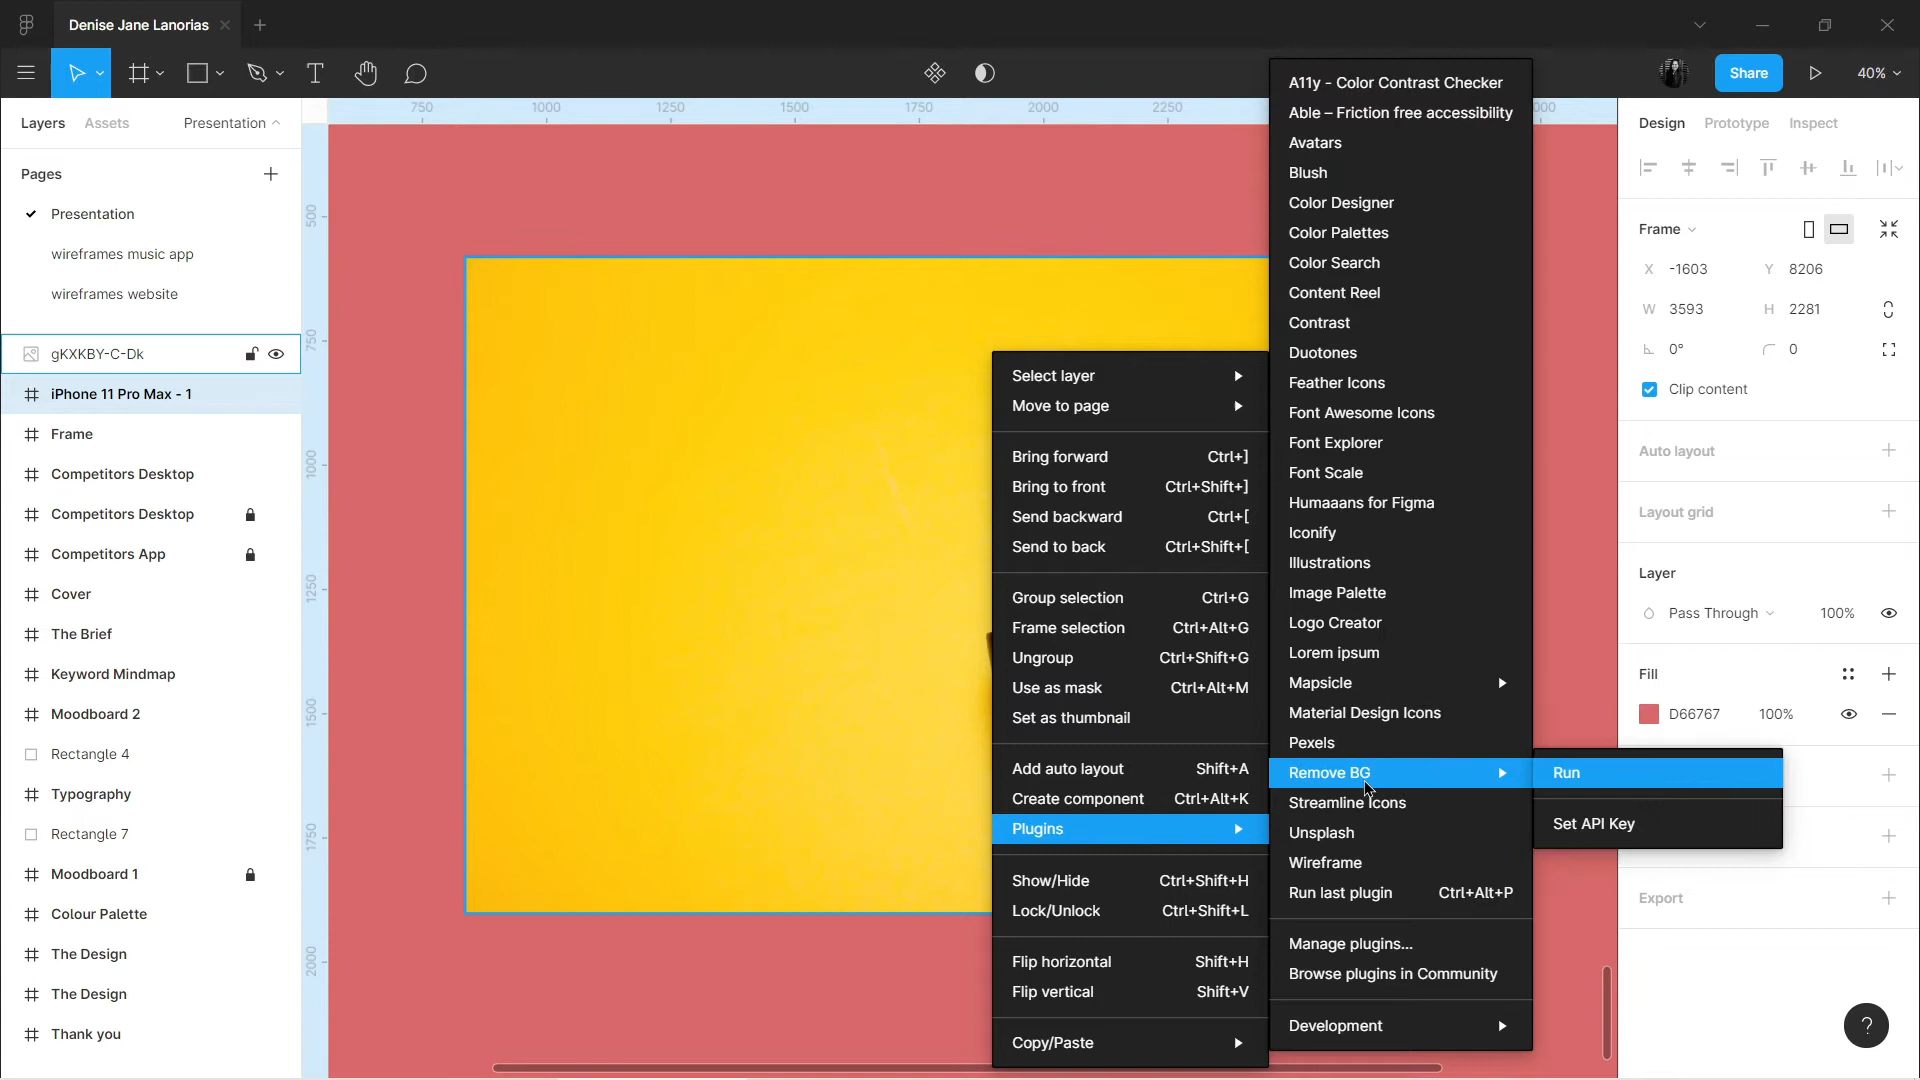 Denise Jane Lanorias
Share
40%
Layers
Assets
Presentation
Pages
Presentation
wireframes music app
wireframes website
gKXKBY-C-Dk
iPhone 11 Pro Max - 1
Frame
Competitors Desktop
Competitors Desktop
Competitors App
Cover
The Brief
Keyword Mindmap
Moodboard 2
Rectangle 4
Typography
Rectangle 7
Moodboard 1
Colour Palette
The Design
The Design
Thank you
750 1000 1250 1500 1750 2000 2250
500
750
1000
1250
1500
1750
2000
Select layer
Move to page
Bring forward Ctrl+]
Bring to front Ctrl+Shift+]
Send backward Ctrl+[
Send to back Ctrl+Shift+[
Group selection Ctrl+G
Frame selection Ctrl+Alt+G
Ungroup Ctrl+Shift+G
Use as mask Ctrl+Alt+M
Set as thumbnail
Add auto layout Shift+A
Create component Ctrl+Alt+K
Plugins
Show/Hide Ctrl+Shift+H
Lock/Unlock Ctrl+Shift+L
Flip horizontal Shift+H
Flip vertical Shift+V
Copy/Paste
A11y - Color Contrast Checker
Able – Friction free accessibility
Avatars
Blush
Color Designer
Color Palettes
Color Search
Content Reel
Contrast
Duotones
Feather Icons
Font Awesome Icons
Font Explorer
Font Scale
Humaaans for Figma
Iconify
Illustrations
Image Palette
Logo Creator
Lorem ipsum
Mapsicle
Material Design Icons
Pexels
Remove BG
Streamline Icons
Unsplash
Wireframe
Run last plugin Ctrl+Alt+P
Manage plugins...
Browse plugins in Community
Development
Run
Set API Key
Design Prototype Inspect
Frame
X -1603 Y 8206
W 3593 H 2281
0° 0
Clip content
Auto layout
Layout grid
Layer
Pass Through 100%
Fill
D66767 100%
Export
?